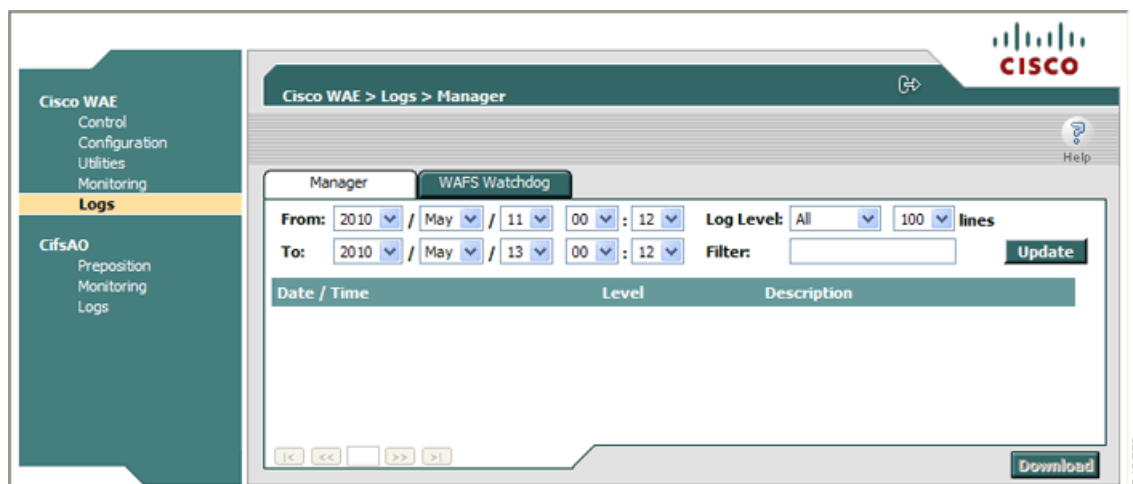 CISCO
Cisco WAE
Control
Configuration
Utilities
Monitoring
Logs
CifsAO
Preposition
Monitoring
Logs
Cisco WAE > Logs > Manager
Help
Manager WAFS Watchdog
From: 2010 / May / 11 00 : 12 Log Level: All 100 lines
To: 2010 / May / 13 00 : 12 Filter: Update
Date / Time Level Description
|< << >> >|
Download